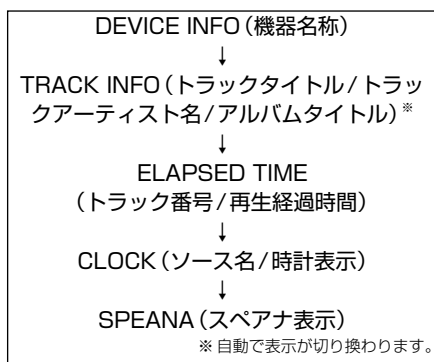 DEVICE INFO（機器名称）
↓
TRACK INFO（トラックタイトル/トラッ
クアーティスト名/アルバムタイトル）※
↓
ELAPSED TIME
（トラック番号/再生経過時間）
↓
CLOCK（ソース名/時計表示）
↓
SPEANA（スペアナ表示）
※ 自動で表示が切り換わります。